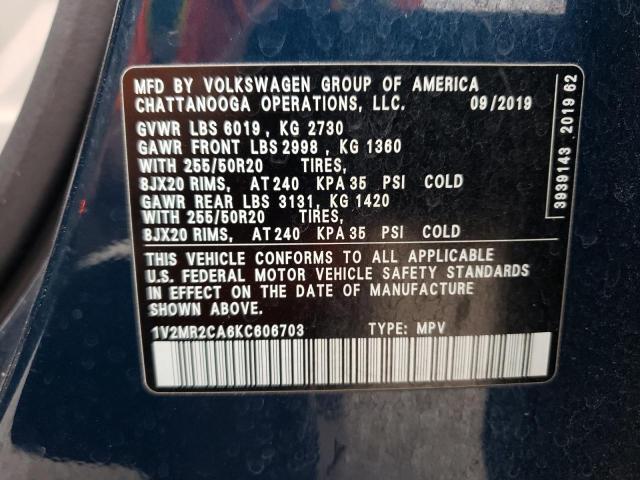 MFD BY VOLKSWAGEN GROUP OF AMERICA
CHATTANOOGA OPERATIONS, LLC. 09/2019
GVWR LBS 6019 , KG 2730
GAWR FRONT LBS 2998 , KG 1360
WITH 255/50R20 TIRES,
8JX20 RIMS, AT 240 KPA 35 PSI COLD
GAWR REAR LBS 3131, KG 1420
WITH 255/50R20 TIRES,
8JX20 RIMS, AT 240 KPA 35 PSI COLD
THIS VEHICLE CONFORMS TO ALL APPLICABLE
U.S. FEDERAL MOTOR VEHICLE SAFETY STANDARDS
IN EFFECT ON THE DATE OF MANUFACTURE
SHOWN ABOVE.
1V2MR2CA6KC606703 TYPE: MPV
3939143 2019 62